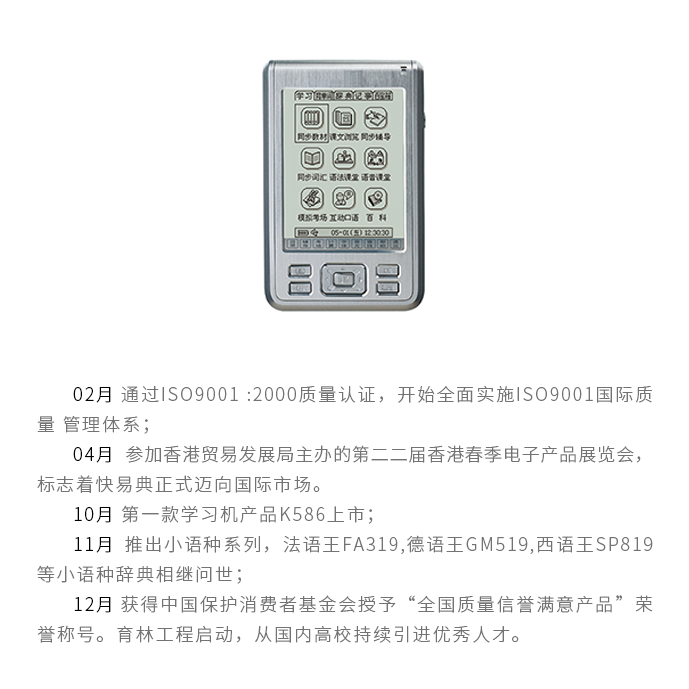 学习 辞典 记事
同步教材 课文浏览 同步辅导
同步词汇 语法课堂 语音课堂
模拟考场 互动口语 百 科
05-01(五) 12:30:30
02月 通过ISO9001 :2000质量认证，开始全面实施ISO9001国际质
量 管理体系；
04月 参加香港贸易发展局主办的第二二届香港春季电子产品展览会，
标志着快易典正式迈向国际市场。
10月 第一款学习机产品K586上市；
11月 推出小语种系列，法语王FA319,德语王GM519,西语王SP819
等小语种辞典相继问世；
12月 获得中国保护消费者基金会授予“全国质量信誉满意产品”荣
誉称号。育林工程启动，从国内高校持续引进优秀人才。